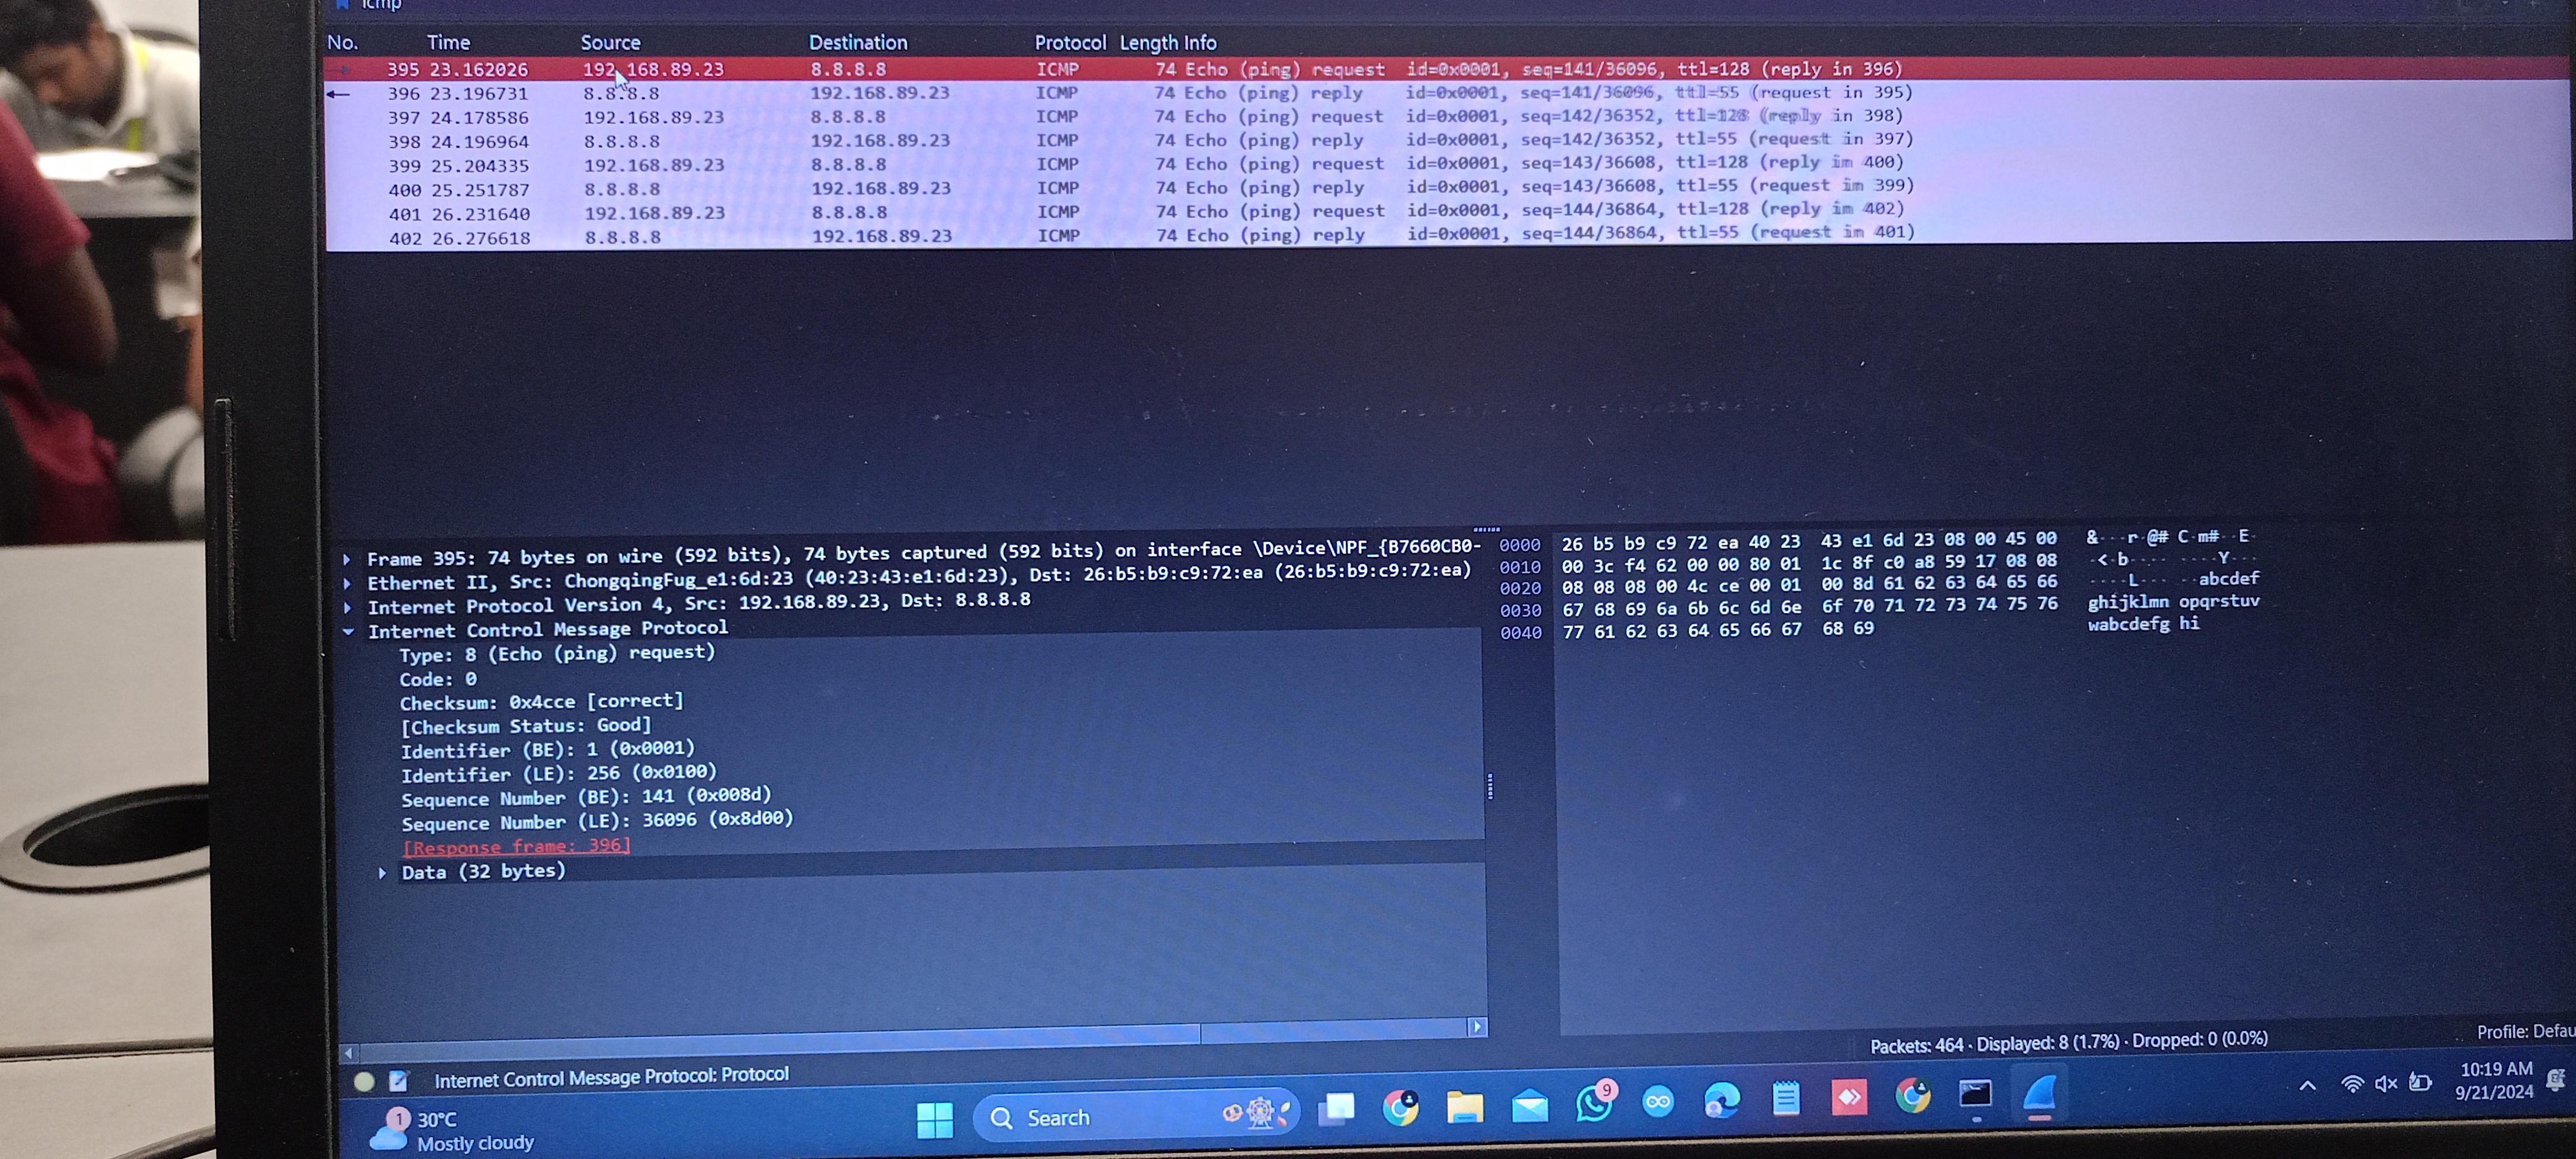 icmp
No. Time Source Destination Protocol Length Info
395 23.162026 192.168.89.23 8.8.8.8 ICMP 74 Echo (ping) request id=0x0001, seq=141/36096, ttl=128 (reply in 396)
396 23.196731 8.8.8.8 192.168.89.23 ICMP 74 Echo (ping) reply id=0x0001, seq=141/36096, ttl=55 (request in 395)
397 24.178586 192.168.89.23 8.8.8.8 ICMP 74 Echo (ping) request id=0x0001, seq=142/36352, ttl=128 (reply in 398)
398 24.196964 8.8.8.8 192.168.89.23 ICMP 74 Echo (ping) reply id=0x0001, seq=142/36352, ttl=55 (request in 397)
399 25.204335 192.168.89.23 8.8.8.8 ICMP 74 Echo (ping) request id=0x0001, seq=143/36608, ttl=128 (reply in 400)
400 25.251787 8.8.8.8 192.168.89.23 ICMP 74 Echo (ping) reply id=0x0001, seq=143/36608, ttl=55 (request in 399)
401 26.231640 192.168.89.23 8.8.8.8 ICMP 74 Echo (ping) request id=0x0001, seq=144/36864, ttl=128 (reply in 402)
402 26.276618 8.8.8.8 192.168.89.23 ICMP 74 Echo (ping) reply id=0x0001, seq=144/36864, ttl=55 (request in 401)
Frame 395: 74 bytes on wire (592 bits), 74 bytes captured (592 bits) on interface \Device\NPF_{B7660CB0-
Ethernet II, Src: ChongqingFug_e1:6d:23 (40:23:43:e1:6d:23), Dst: 26:b5:b9:c9:72:ea (26:b5:b9:c9:72:ea)
Internet Protocol Version 4, Src: 192.168.89.23, Dst: 8.8.8.8
Internet Control Message Protocol
Type: 8 (Echo (ping) request)
Code: 0
Checksum: 0x4cce [correct]
[Checksum Status: Good]
Identifier (BE): 1 (0x0001)
Identifier (LE): 256 (0x0100)
Sequence Number (BE): 141 (0x008d)
Sequence Number (LE): 36096 (0x8d00)
[Response frame: 396]
Data (32 bytes)
0000 26 b5 b9 c9 72 ea 40 23 43 e1 6d 23 08 00 45 00 &···r·@# C·m#··E·
0010 00 3c f4 62 00 00 80 01 1c 8f c0 a8 59 17 08 08 ·<·b···· ····Y···
0020 08 08 08 00 4c ce 00 01 00 8d 61 62 63 64 65 66 ····L··· ··abcdef
0030 67 68 69 6a 6b 6c 6d 6e 6f 70 71 72 73 74 75 76 ghijklmn opqrstuv
0040 77 61 62 63 64 65 66 67 68 69 wabcdefg hi
Internet Control Message Protocol: Protocol
Packets: 464 · Displayed: 8 (1.7%) · Dropped: 0 (0.0%)
Profile: Defau
1
30°C
Mostly cloudy
Search
9
10:19 AM
9/21/2024